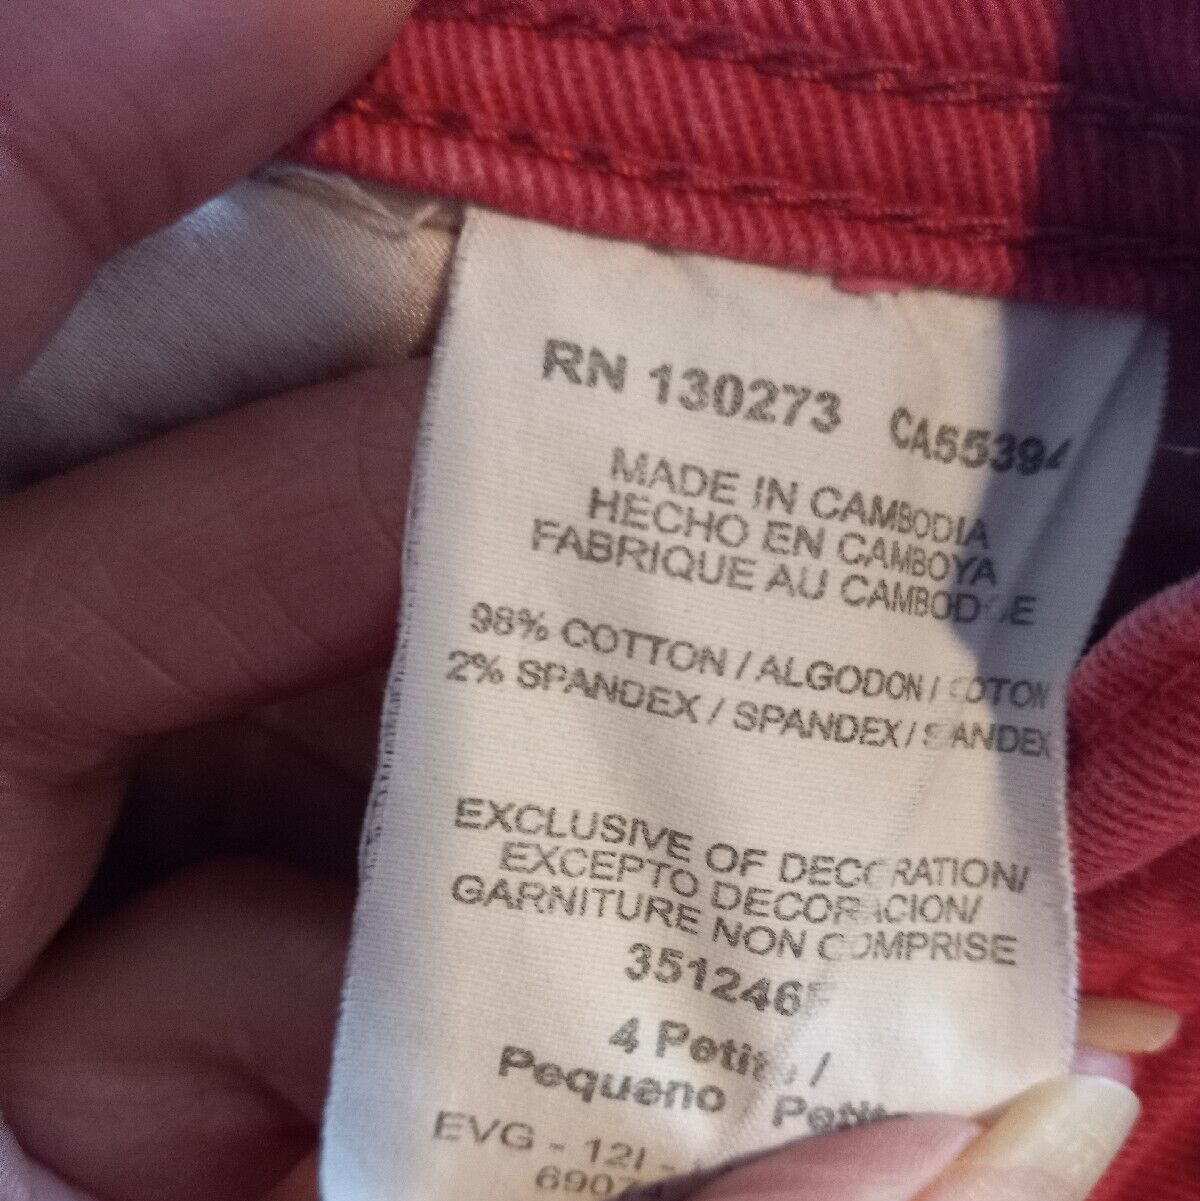 RN 130273 CA55394
MADE IN CAMBODIA
HECHO EN CAMBOYA
FABRIQUE AU CAMBODGE
98% COTTON / ALGODON / COTON
2% SPANDEX / SPANDEX / SPANDEX
EXCLUSIVE OF DECORATION/
EXCEPTO DECORACION/
GARNITURE NON COMPRISE
351246F
4 Petite /
Pequeno Petite
EVG - 12I -